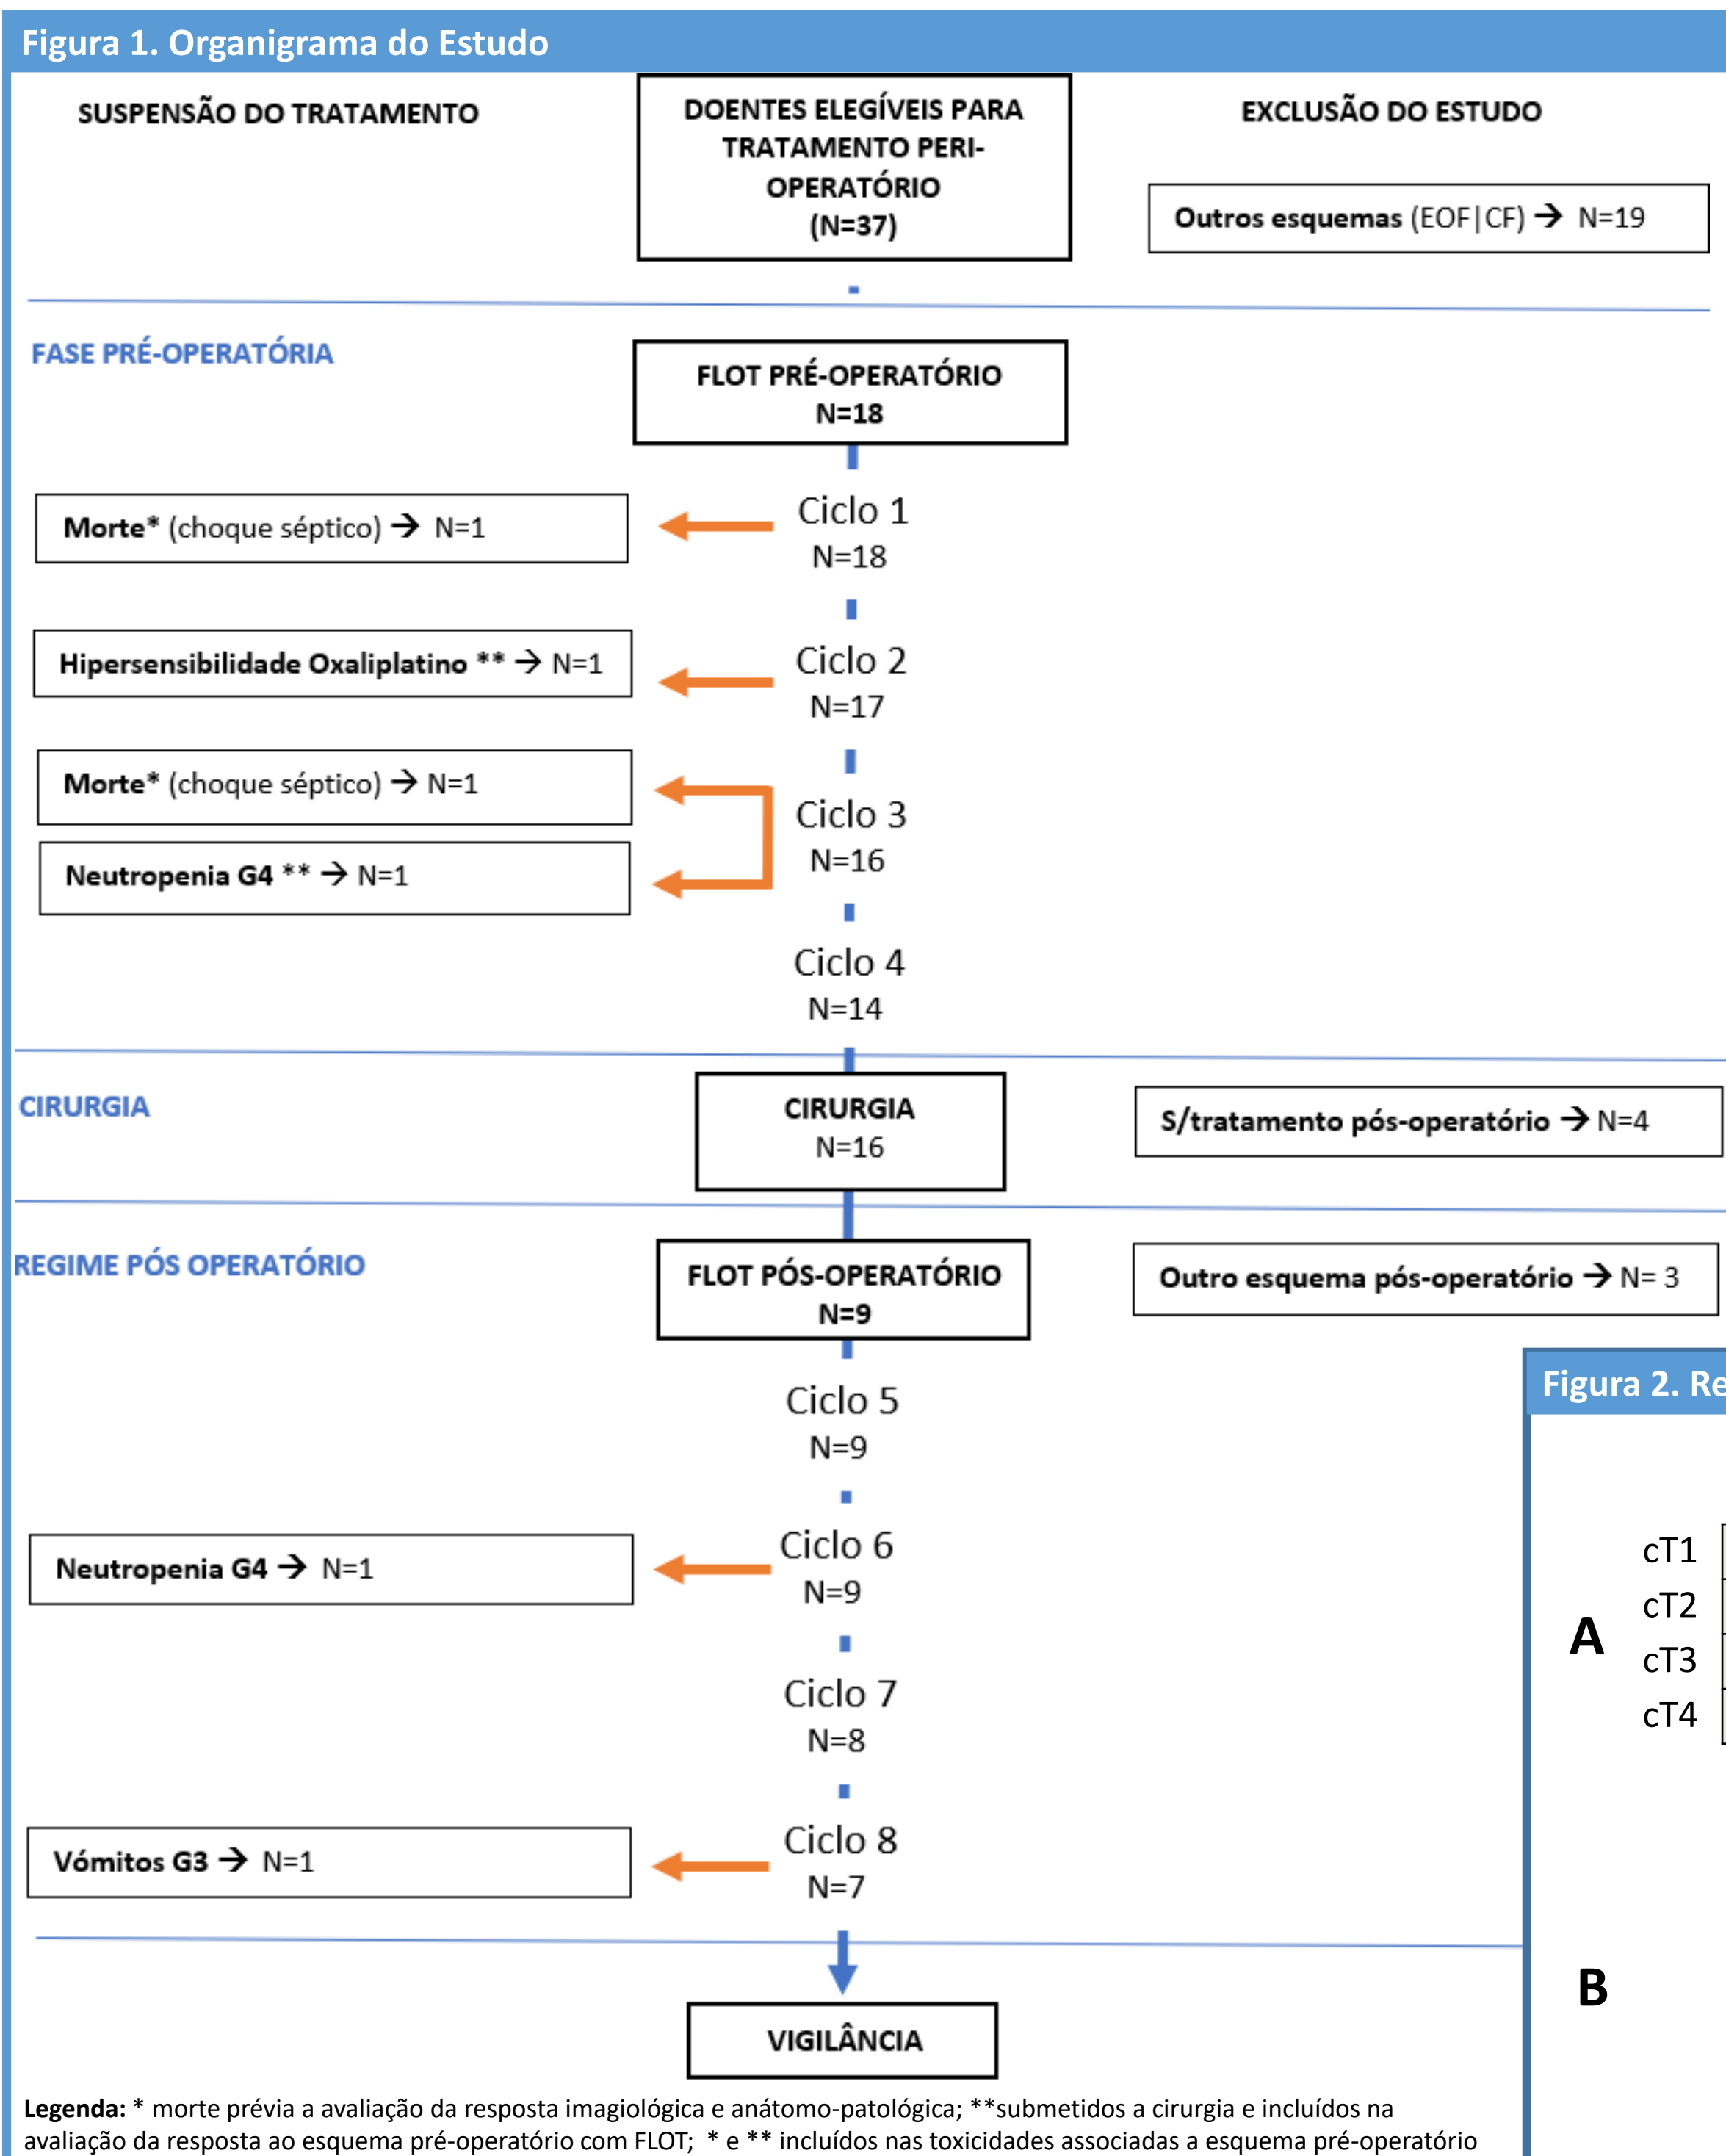 Figura 1. Organigrama do Estudo
SUSPENSÃO DO TRATAMENTO
DOENTES ELEGÍVEIS PARA
TRATAMENTO PERI-
OPERATÓRIO
(N=37)
EXCLUSÃO DO ESTUDO
Outros esquemas (EOF|CF) → N=19
FASE PRÉ-OPERATÓRIA
FLOT PRÉ-OPERATÓRIO
N=18
Morte* (choque séptico) → N=1
Ciclo 1
N=18
Hipersensibilidade Oxaliplatino ** → N=1
Ciclo 2
N=17
Morte* (choque séptico) → N=1
Neutropenia G4 ** → N=1
Ciclo 3
N=16
Ciclo 4
N=14
CIRURGIA
CIRURGIA
N=16
S/tratamento pós-operatório → N=4
REGIME PÓS OPERATÓRIO
FLOT PÓS-OPERATÓRIO
N=9
Outro esquema pós-operatório → N= 3
Ciclo 5
N=9
Neutropenia G4 → N=1
Ciclo 6
N=9
Ciclo 7
N=8
Vómitos G3 → N=1
Ciclo 8
N=7
VIGILÂNCIA
Legenda: * morte prévia a avaliação da resposta imagiológica e anátomo-patológica; **submetidos a cirurgia e incluídos na
avaliação da resposta ao esquema pré-operatório com FLOT; * e ** incluídos nas toxicidades associadas a esquema pré-operatório
Figura 2. Re
A
cT1
cT2
cT3
cT4
B